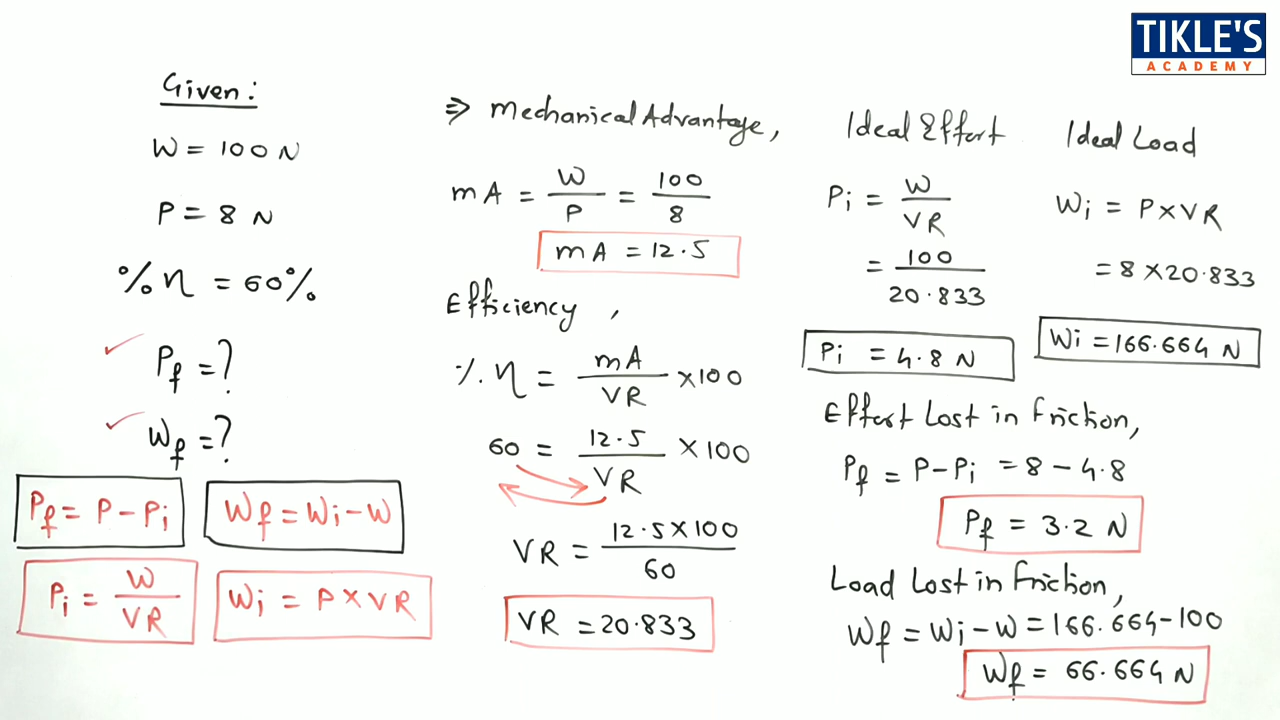 TIKLE'S
ACADEMY
Given:
W = 100 N
P = 8 N
% η = 60%
Pf = ?
Wf = ?
Pf = P - Pi
Wf = Wi - W
Pi = W / VR
Wi = P × VR
⇒ Mechanical Advantage,
mA = W / P = 100 / 8
mA = 12.5
Efficiency,
% η = mA / VR × 100
60 = 12.5 / VR × 100
VR = 12.5 × 100 / 60
VR = 20.833
Ideal Effort
Pi = W / VR
= 100 / 20.833
Pi = 4.8 N
Ideal Load
Wi = P × VR
= 8 × 20.833
Wi = 166.664 N
Effort Lost in Friction,
Pf = P - Pi = 8 - 4.8
Pf = 3.2 N
Load Lost in Friction,
Wf = Wi - W = 166.664 - 100
Wf = 66.664 N